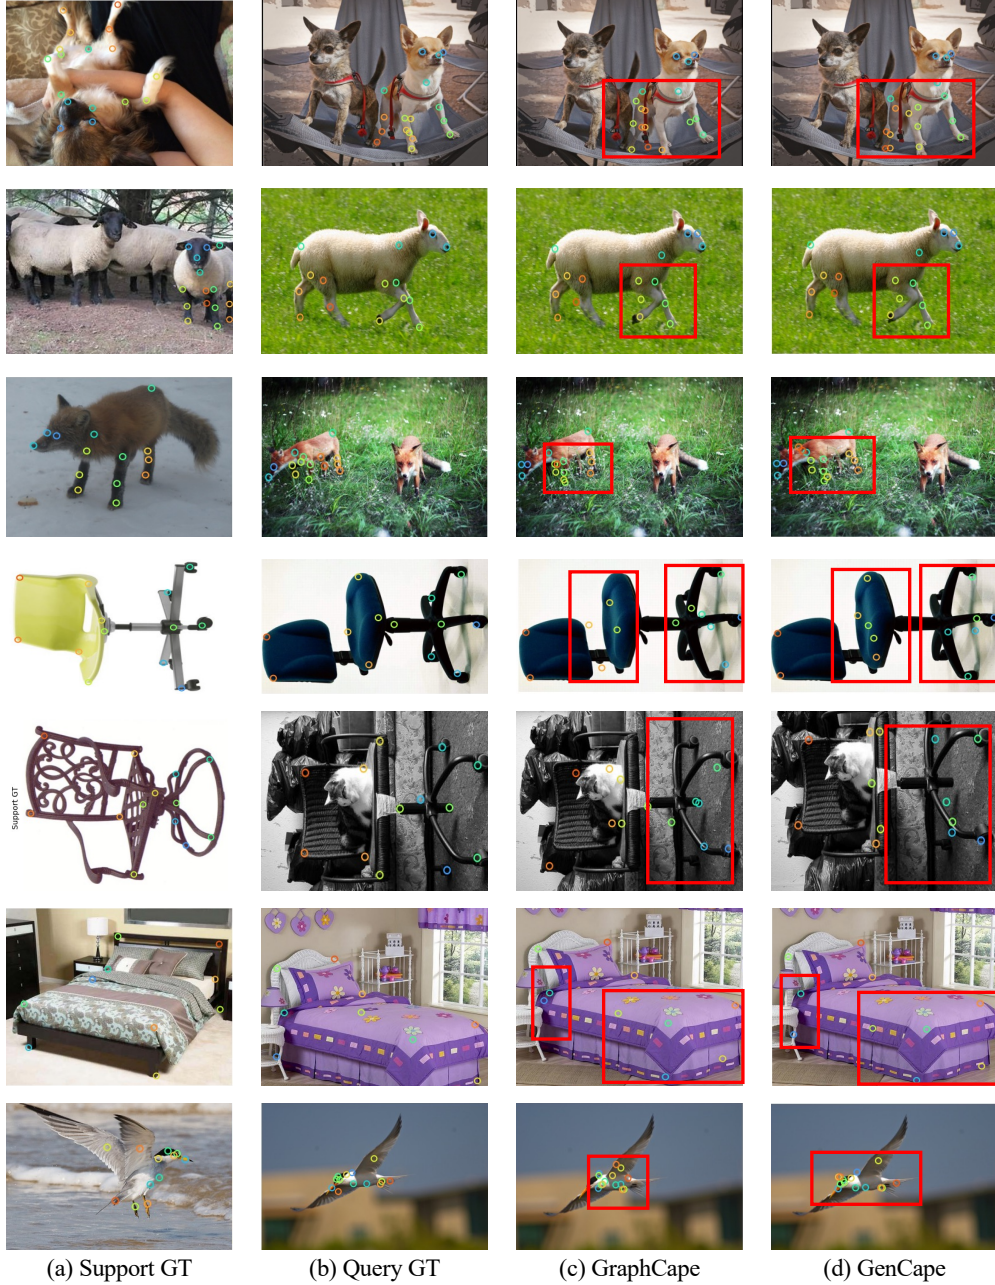 Support GT
(a) Support GT
(b) Query GT
(c) GraphCape
(d) GenCape